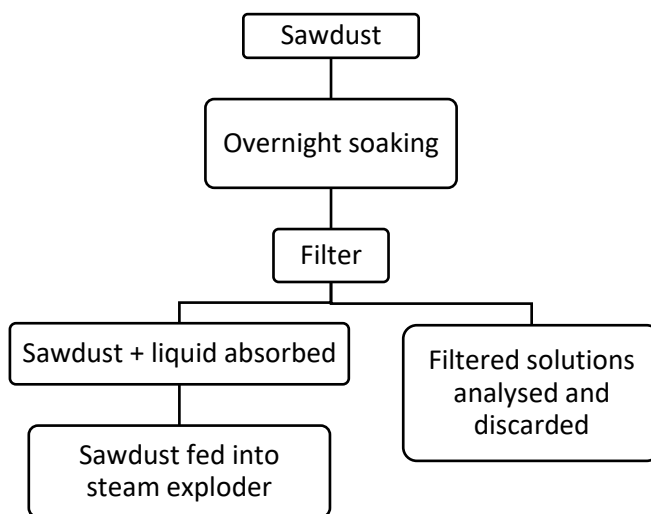 Sawdust
Overnight soaking
Filter
Sawdust + liquid absorbed
Filtered solutions
analysed and
discarded
Sawdust fed into
steam exploder